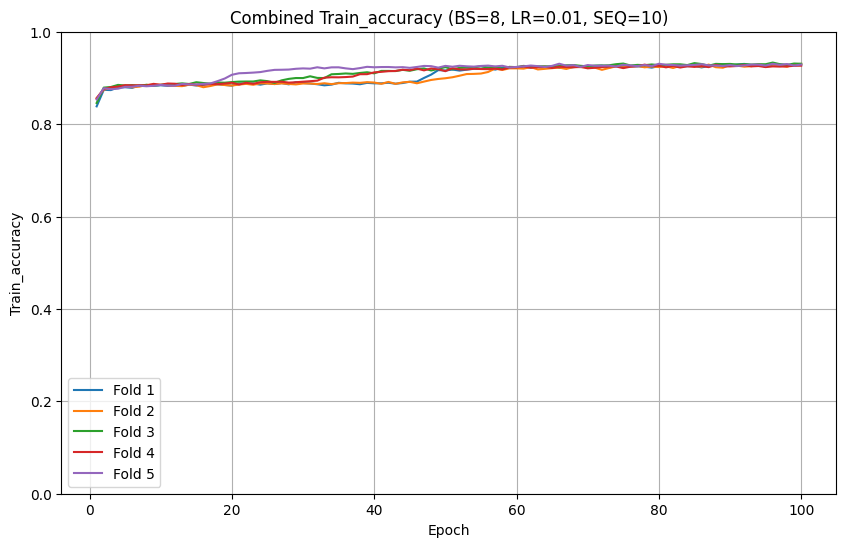 Combined Train_accuracy (BS=8, LR=0.01, SEQ=10)
Train_accuracy
1.0
0.8
0.6
0.4
0.2
0.0
Fold 1
Fold 2
Fold 3
Fold 4
Fold 5
0 20 40 60 80 100
Epoch